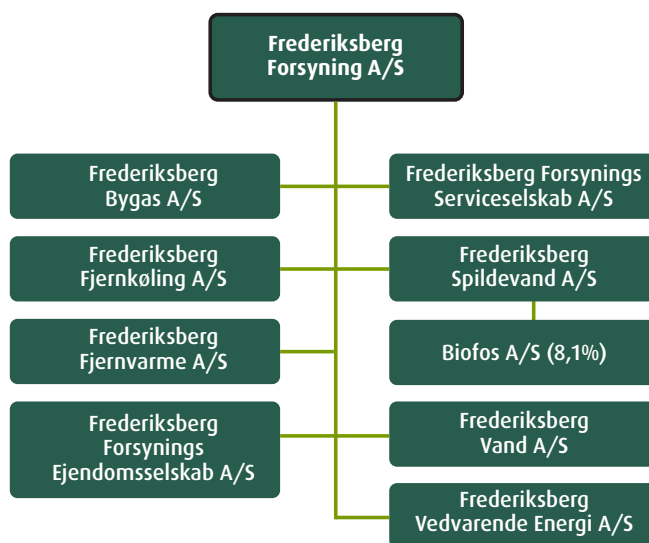 Frederiksberg
Forsyning A/S
Frederiksberg
Bygas A/S
Frederiksberg Forsynings
Serviceselskab A/S
Frederiksberg
Fjernkøling A/S
Frederiksberg
Spildevand A/S
Frederiksberg
Fjernvarme A/S
Biofos A/S (8,1%)
Frederiksberg
Forsynings
Ejendomsselskab A/S
Frederiksberg
Vand A/S
Frederiksberg
Vedvarende Energi A/S